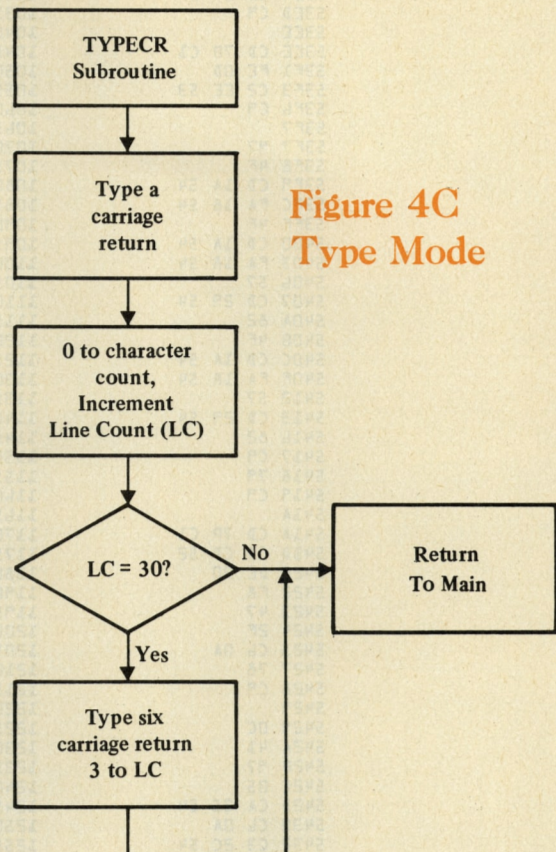 TYPECR
Subroutine
Type a
carriage
return
Figure 4C
Type Mode
0 to character
count,
Increment
Line Count (LC)
LC = 30?
No
Return
To Main
Yes
Type six
carriage return
3 to LC